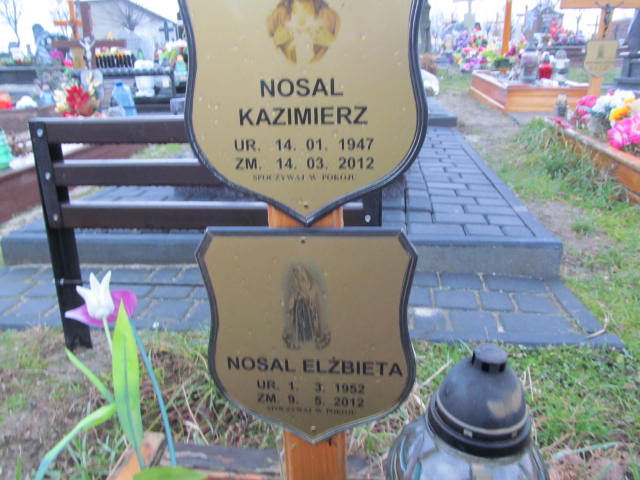 NOSAL
KAZIMIERZ
UR. 14. 01. 1947
ZM. 14. 03. 2012
SPOCZYWAJ W POKOJU
NOSAL ELŻBIETA
UR. 1. 3. 1952
ZM. 9. 5. 2012
SPOCZYWAJ W POKOJU